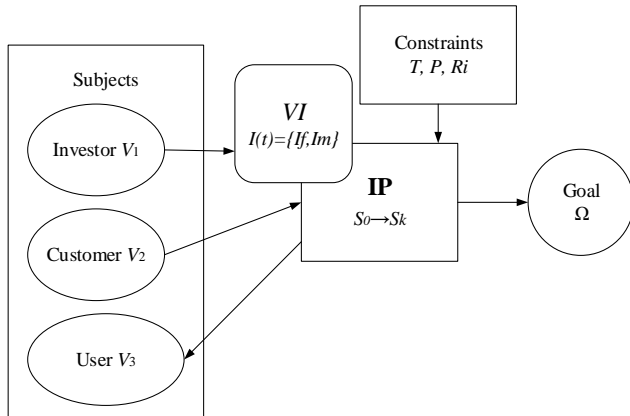 Constraints
T, P, Ri
Subjects
VI
I(t)={If,Im}
Investor V1
IP
S0→Sk
Goal
Ω
Customer V2
User V3